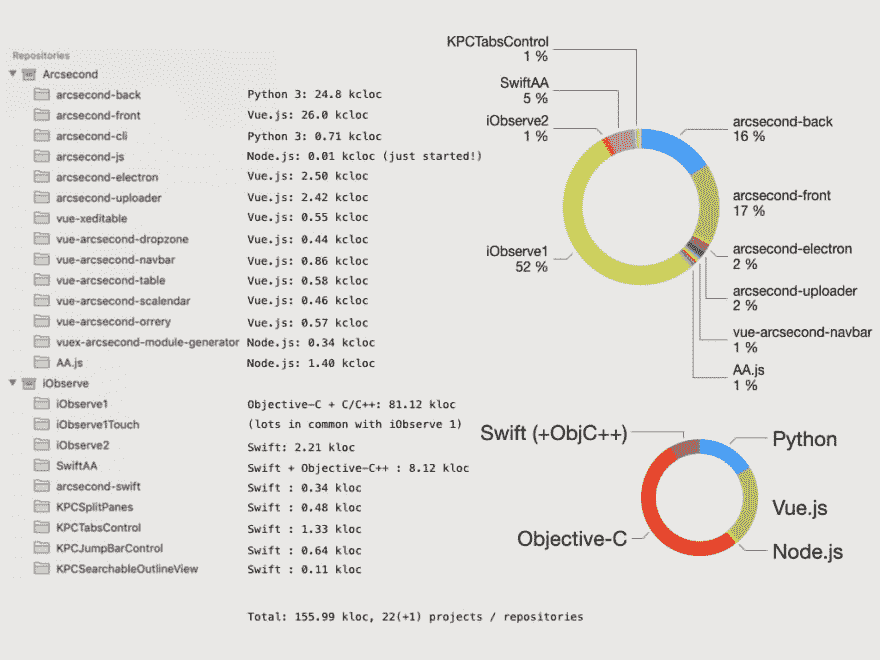 Repositories
Arcsecond
arcsecond-back Python 3: 24.8 kcloc
arcsecond-front Vue.js: 26.0 kcloc
arcsecond-cli Python 3: 0.71 kcloc
arcsecond-js Node.js: 0.01 kcloc (just started!)
arcsecond-electron Vue.js: 2.50 kcloc
arcsecond-uploader Vue.js: 2.42 kcloc
vue-xeditable Vue.js: 0.55 kcloc
vue-arcsecond-dropzone Vue.js: 0.44 kcloc
vue-arcsecond-navbar Vue.js: 0.86 kcloc
vue-arcsecond-table Vue.js: 0.58 kcloc
vue-arcsecond-scalendar Vue.js: 0.46 kcloc
vue-arcsecond-orrery Vue.js: 0.57 kcloc
vuex-arcsecond-module-generator Node.js: 0.34 kcloc
AA.js Node.js: 1.40 kcloc
iObserve
iObserve1 Objective-C + C/C++: 81.12 kloc
iObserve1Touch (lots in common with iObserve 1)
iObserve2 Swift: 2.21 kloc
SwiftAA Swift + Objective-C++ : 8.12 kloc
arcsecond-swift Swift : 0.34 kloc
KPCSplitPanes Swift : 0.48 kloc
KPCTabsControl Swift : 1.33 kloc
KPCJumpBarControl Swift : 0.64 kloc
KPCSearchableOutlineView Swift : 0.11 kloc
Total: 155.99 kloc, 22(+1) projects / repositories
KPCTabsControl
1 %
SwiftAA
5 %
iObserve2
1 %
iObserve1
52 %
arcsecond-back
16 %
arcsecond-front
17 %
arcsecond-electron
2 %
arcsecond-uploader
2 %
vue-arcsecond-navbar
1 %
AA.js
1 %
Swift (+ObjC++)
Python
Vue.js
Objective-C
Node.js